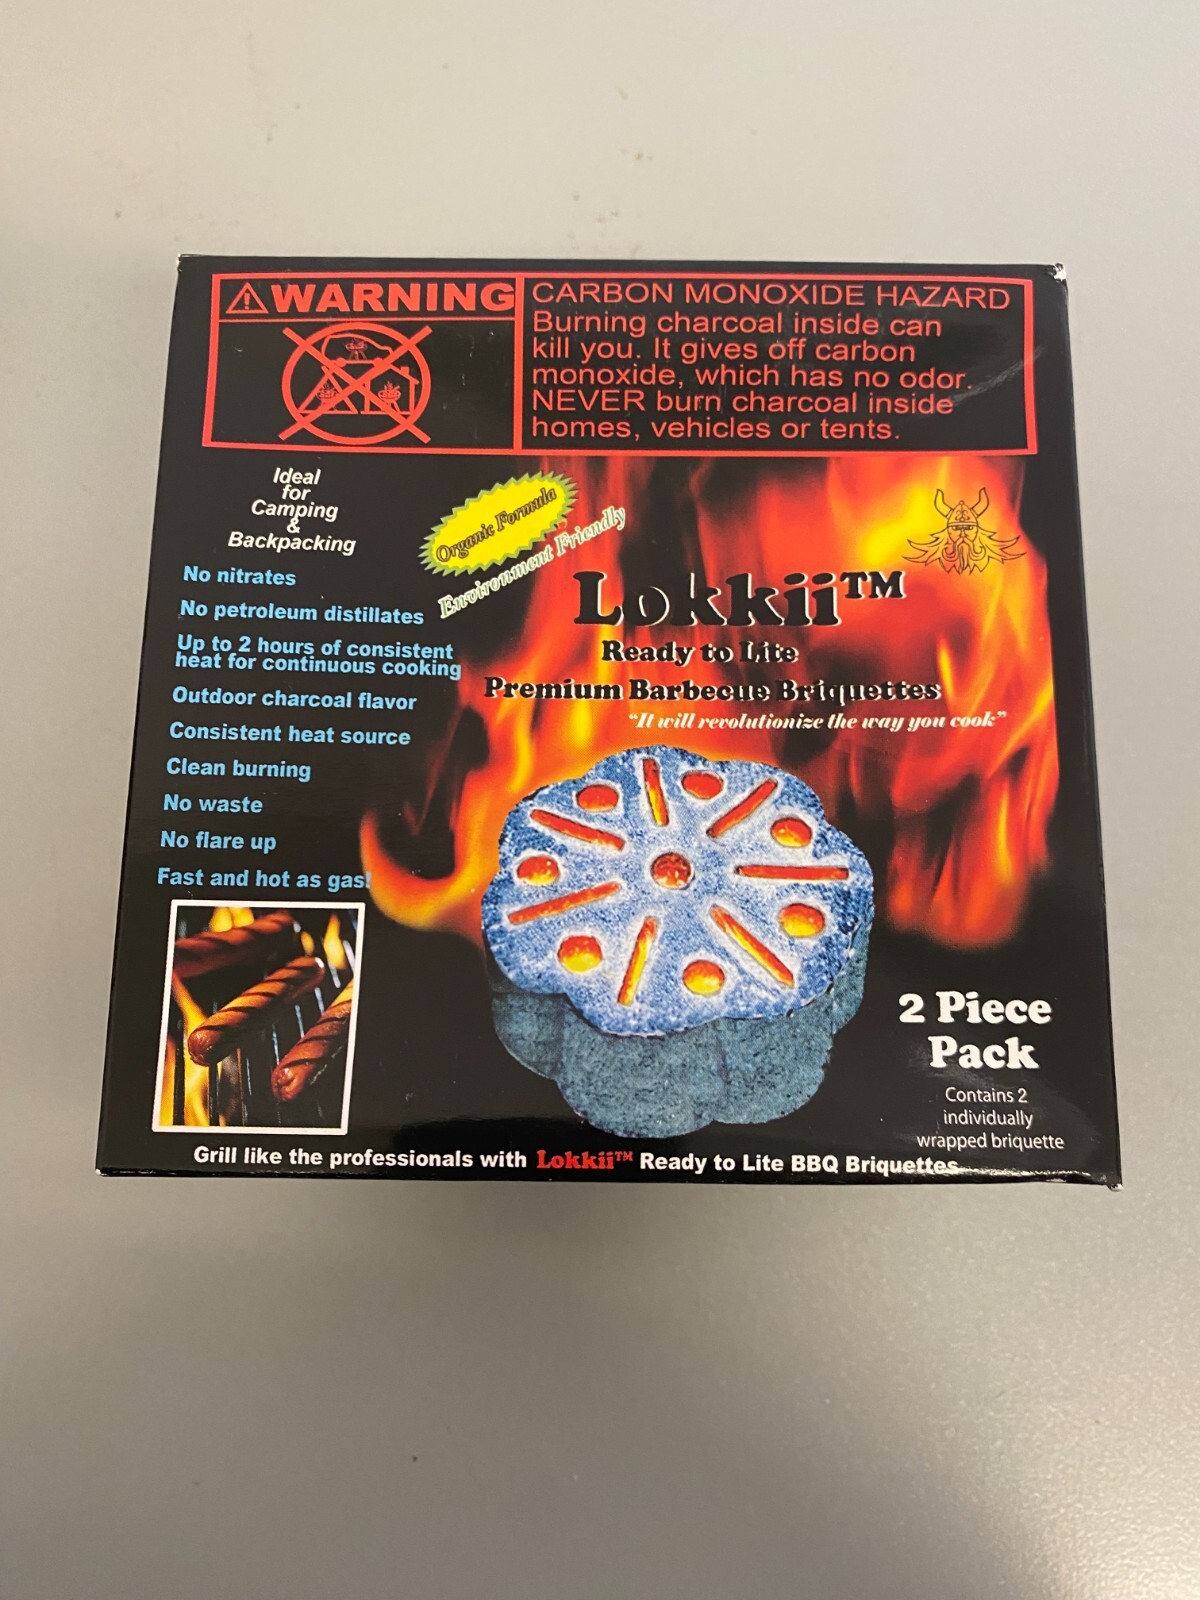 WARNING
CARBON MONOXIDE HAZARD
Burning charcoal inside can
kill you. It gives off carbon
monoxide, which has no odor.
NEVER burn charcoal inside
homes, vehicles or tents.
Ideal
for
Camping
&
Backpacking
Organic Formula
Environment Friendly
No nitrates
No petroleum distillates
Up to 2 hours of consistent
heat for continuous cooking
Outdoor charcoal flavor
Consistent heat source
Clean burning
No waste
No flare up
Fast and hot as gas!
Lokkii™
Ready to Lite
Premium Barbecue Briquettes
"It will revolutionize the way you cook"
2 Piece
Pack
Contains 2
individually
wrapped briquette
Grill like the professionals with Lokkii™ Ready to Lite BBQ Briquettes